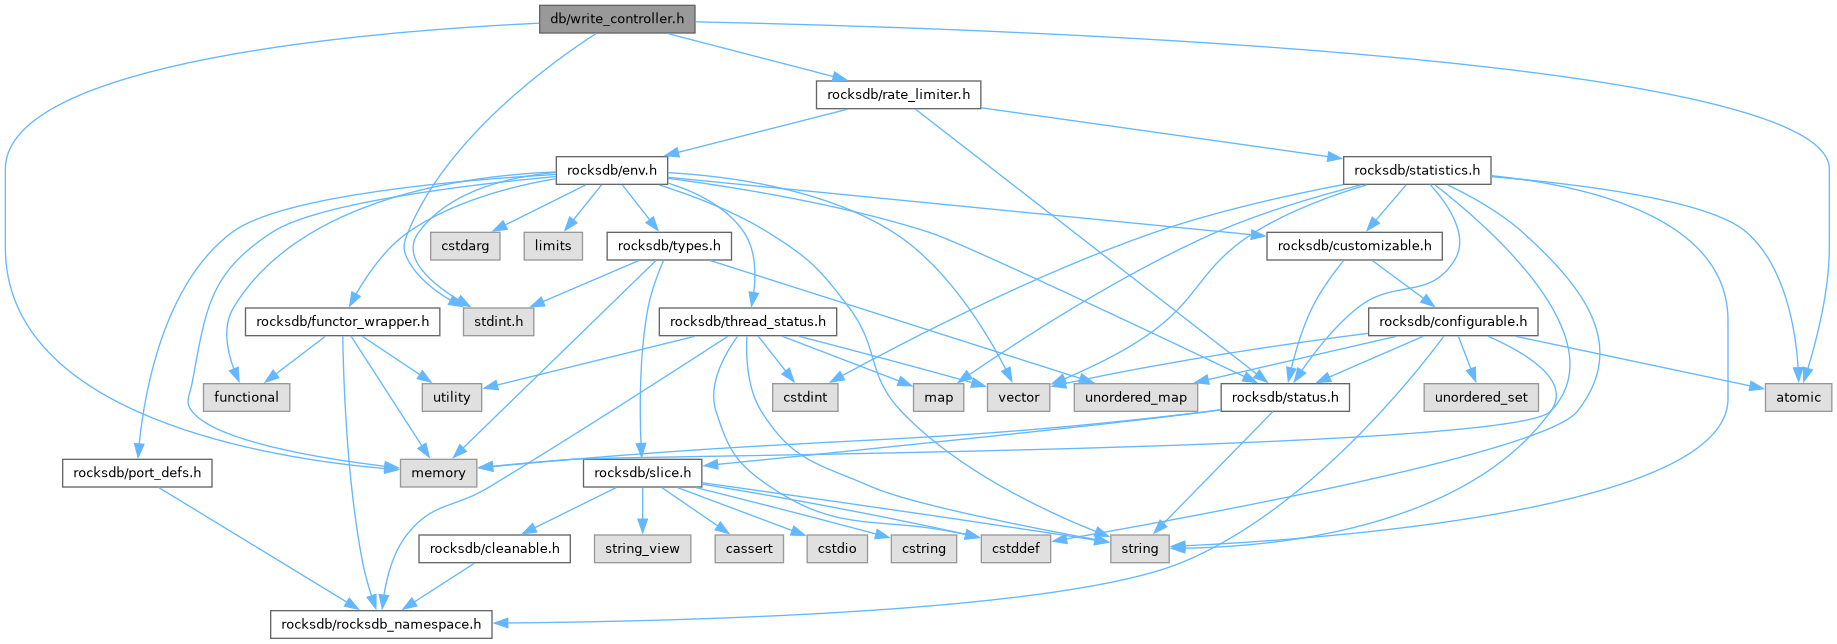 db/write_controller.h
rocksdb/rate_limiter.h
rocksdb/env.h
rocksdb/statistics.h
cstdarg
limits
rocksdb/types.h
rocksdb/customizable.h
rocksdb/functor_wrapper.h
stdint.h
rocksdb/thread_status.h
rocksdb/configurable.h
functional
utility
cstdint
map
vector
unordered_map
rocksdb/status.h
unordered_set
atomic
rocksdb/port_defs.h
memory
rocksdb/slice.h
rocksdb/cleanable.h
string_view
cassert
cstdio
cstring
cstddef
string
rocksdb/rocksdb_namespace.h